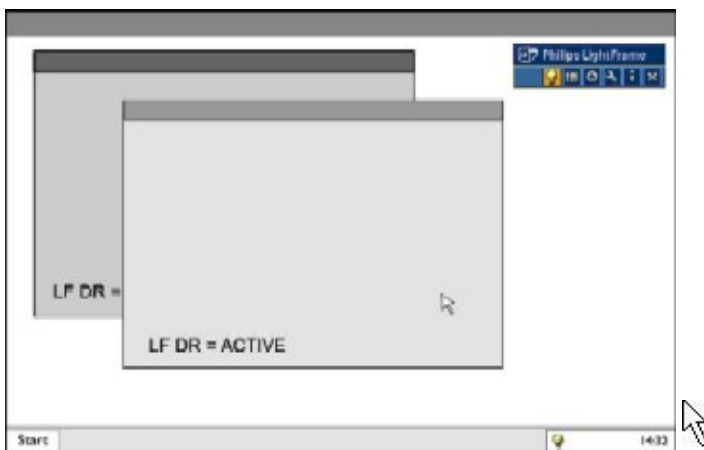 Philips LightFrame
LF DR =
LF DR = ACTIVE
Start
14:33